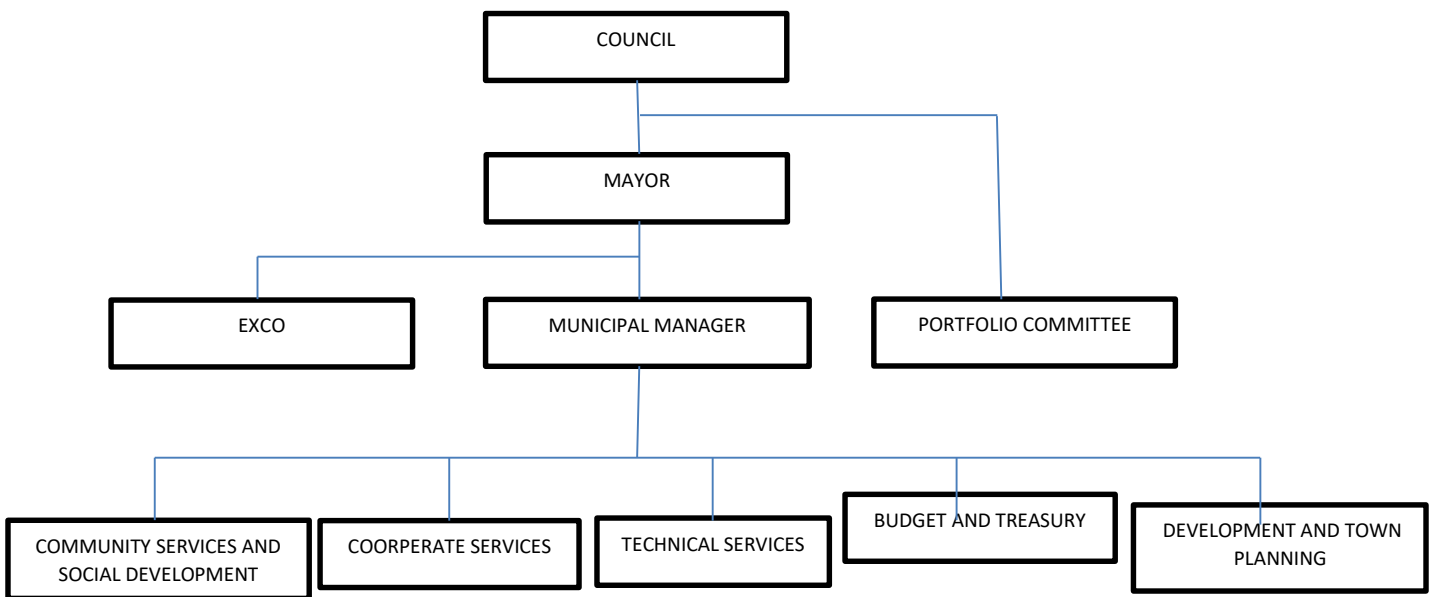 COUNCIL
MAYOR
EXCO
MUNICIPAL MANAGER
PORTFOLIO COMMITTEE
COMMUNITY SERVICES AND
SOCIAL DEVELOPMENT
COORPERATE SERVICES
TECHNICAL SERVICES
BUDGET AND TREASURY
DEVELOPMENT AND TOWN
PLANNING